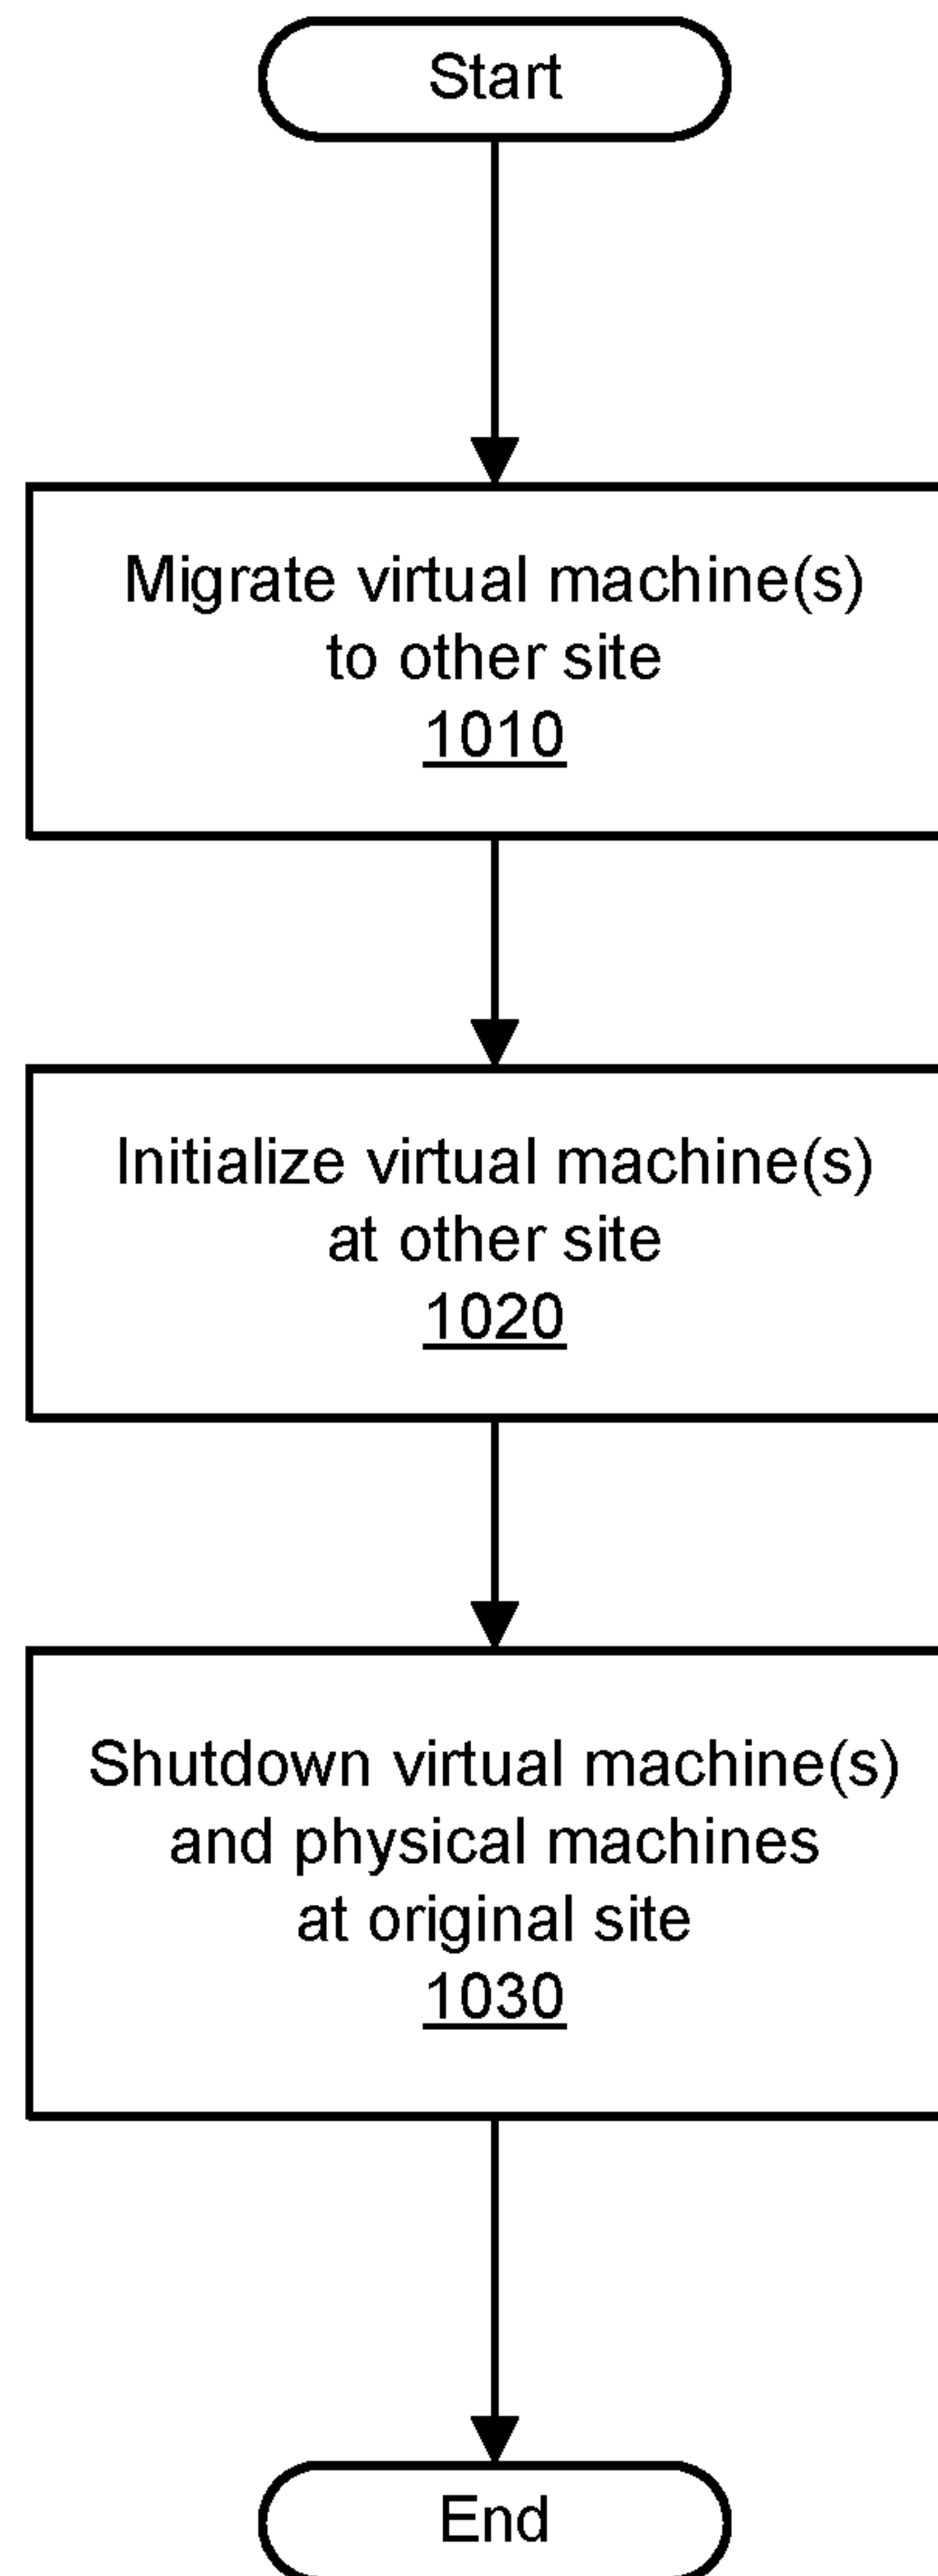 Start
Migrate virtual machine(s)
to other site
1010
Initialize virtual machine(s)
at other site
1020
Shutdown virtual machine(s)
and physical machines
at original site
1030
End